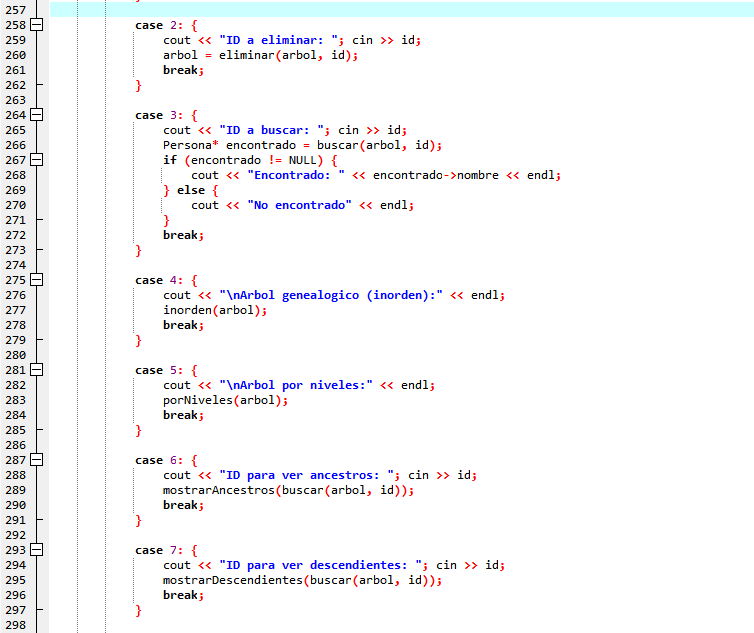 257
258 case 2: {
259 cout << "ID a eliminar: "; cin >> id;
260 arbol = eliminar(arbol, id);
261 break;
262 }
263
264 case 3: {
265 cout << "ID a buscar: "; cin >> id;
266 Persona* encontrado = buscar(arbol, id);
267 if (encontrado != NULL) {
268 cout << "Encontrado: " << encontrado->nombre << endl;
269 } else {
270 cout << "No encontrado" << endl;
271 }
272 break;
273 }
274
275 case 4: {
276 cout << "\nArbol genealogico (inorden):" << endl;
277 inorden(arbol);
278 break;
279 }
280
281 case 5: {
282 cout << "\nArbol por niveles:" << endl;
283 porNiveles(arbol);
284 break;
285 }
286
287 case 6: {
288 cout << "ID para ver ancestros: "; cin >> id;
289 mostrarAncestros(buscar(arbol, id));
290 break;
291 }
292
293 case 7: {
294 cout << "ID para ver descendientes: "; cin >> id;
295 mostrarDescendientes(buscar(arbol, id));
296 break;
297 }
298